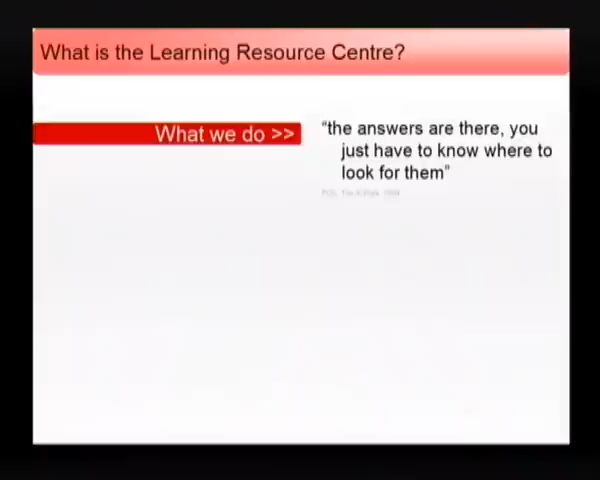 What is the Learning Resource Centre?
What we do >>
“the answers are there, you
just have to know where to
look for them”